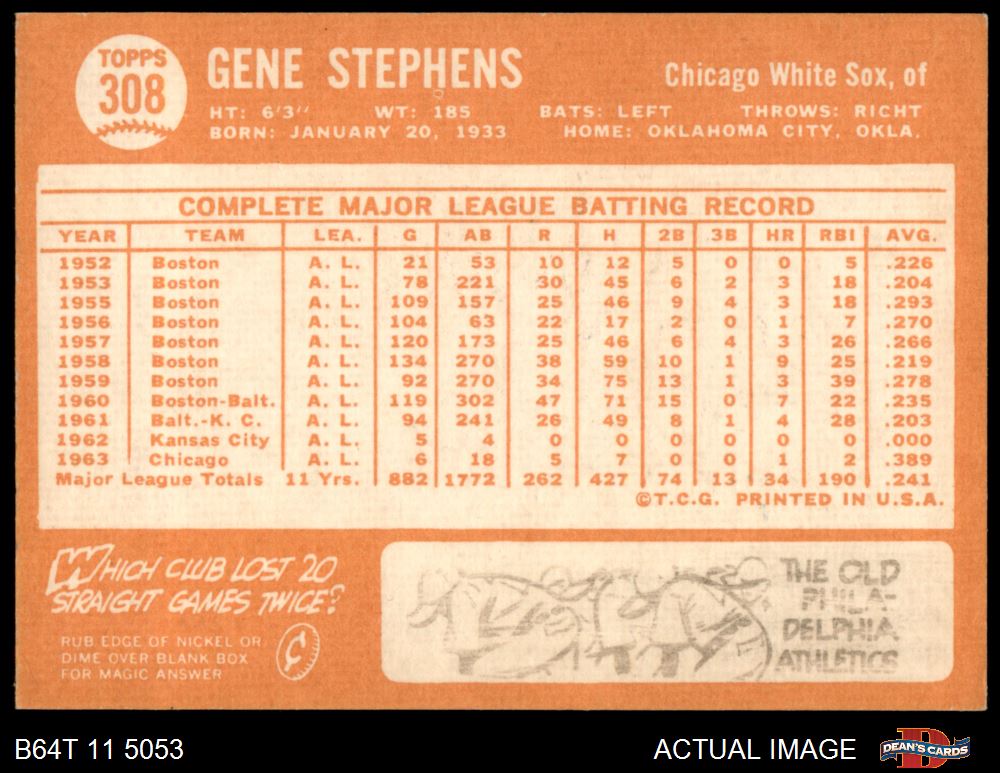 TOPPS
308
GENE STEPHENS
Chicago White Sox, of
HT: 6'3" WT: 185 BATS: LEFT THROWS: RIGHT
BORN: JANUARY 20, 1933 HOME: OKLAHOMA CITY, OKLA.
COMPLETE MAJOR LEAGUE BATTING RECORD
YEAR TEAM LEA. G AB R H 2B 3B HR RBI AVG.
1952 Boston A. L. 21 53 10 12 5 0 0 5 .226
1953 Boston A. L. 78 221 30 45 6 2 3 18 .204
1955 Boston A. L. 109 157 25 46 9 4 3 18 .293
1956 Boston A. L. 104 63 22 17 2 0 1 7 .270
1957 Boston A. L. 120 173 25 46 6 4 3 26 .266
1958 Boston A. L. 134 270 38 59 10 1 9 25 .219
1959 Boston A. L. 92 270 34 75 13 1 3 39 .278
1960 Boston-Balt. A. L. 119 302 47 71 15 0 7 22 .235
1961 Balt.-K. C. A. L. 94 241 26 49 8 1 4 28 .203
1962 Kansas City A. L. 5 4 0 0 0 0 0 0 .000
1963 Chicago A. L. 6 18 5 7 0 0 1 2 .389
Major League Totals 11 Yrs. 882 1772 262 427 74 13 34 190 .241
©T.C.G. PRINTED IN U.S.A.
WHICH CLUB LOST 20
STRAIGHT GAMES TWICE?
RUB EDGE OF NICKEL OR
DIME OVER BLANK BOX
FOR MAGIC ANSWER
¢
THE OLD
PHILA-
DELPHIA
ATHLETICS
B64T 11 5053
ACTUAL IMAGE
DEAN'S CARDS